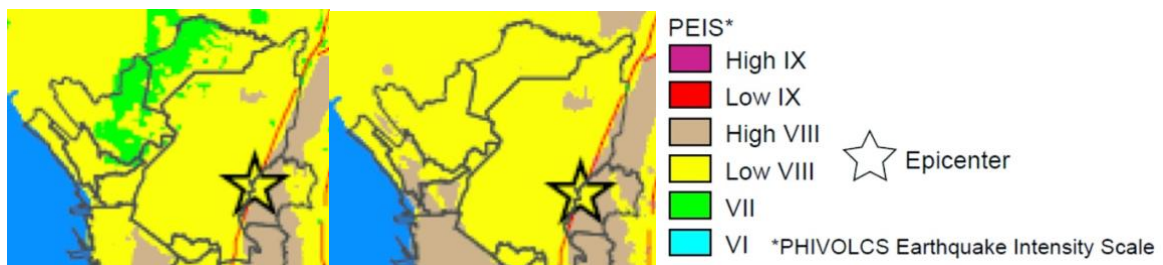 PEIS*
High IX
Low IX
High VIII
Low VIII
Epicenter
VII
VI *PHIVOLCS Earthquake Intensity Scale